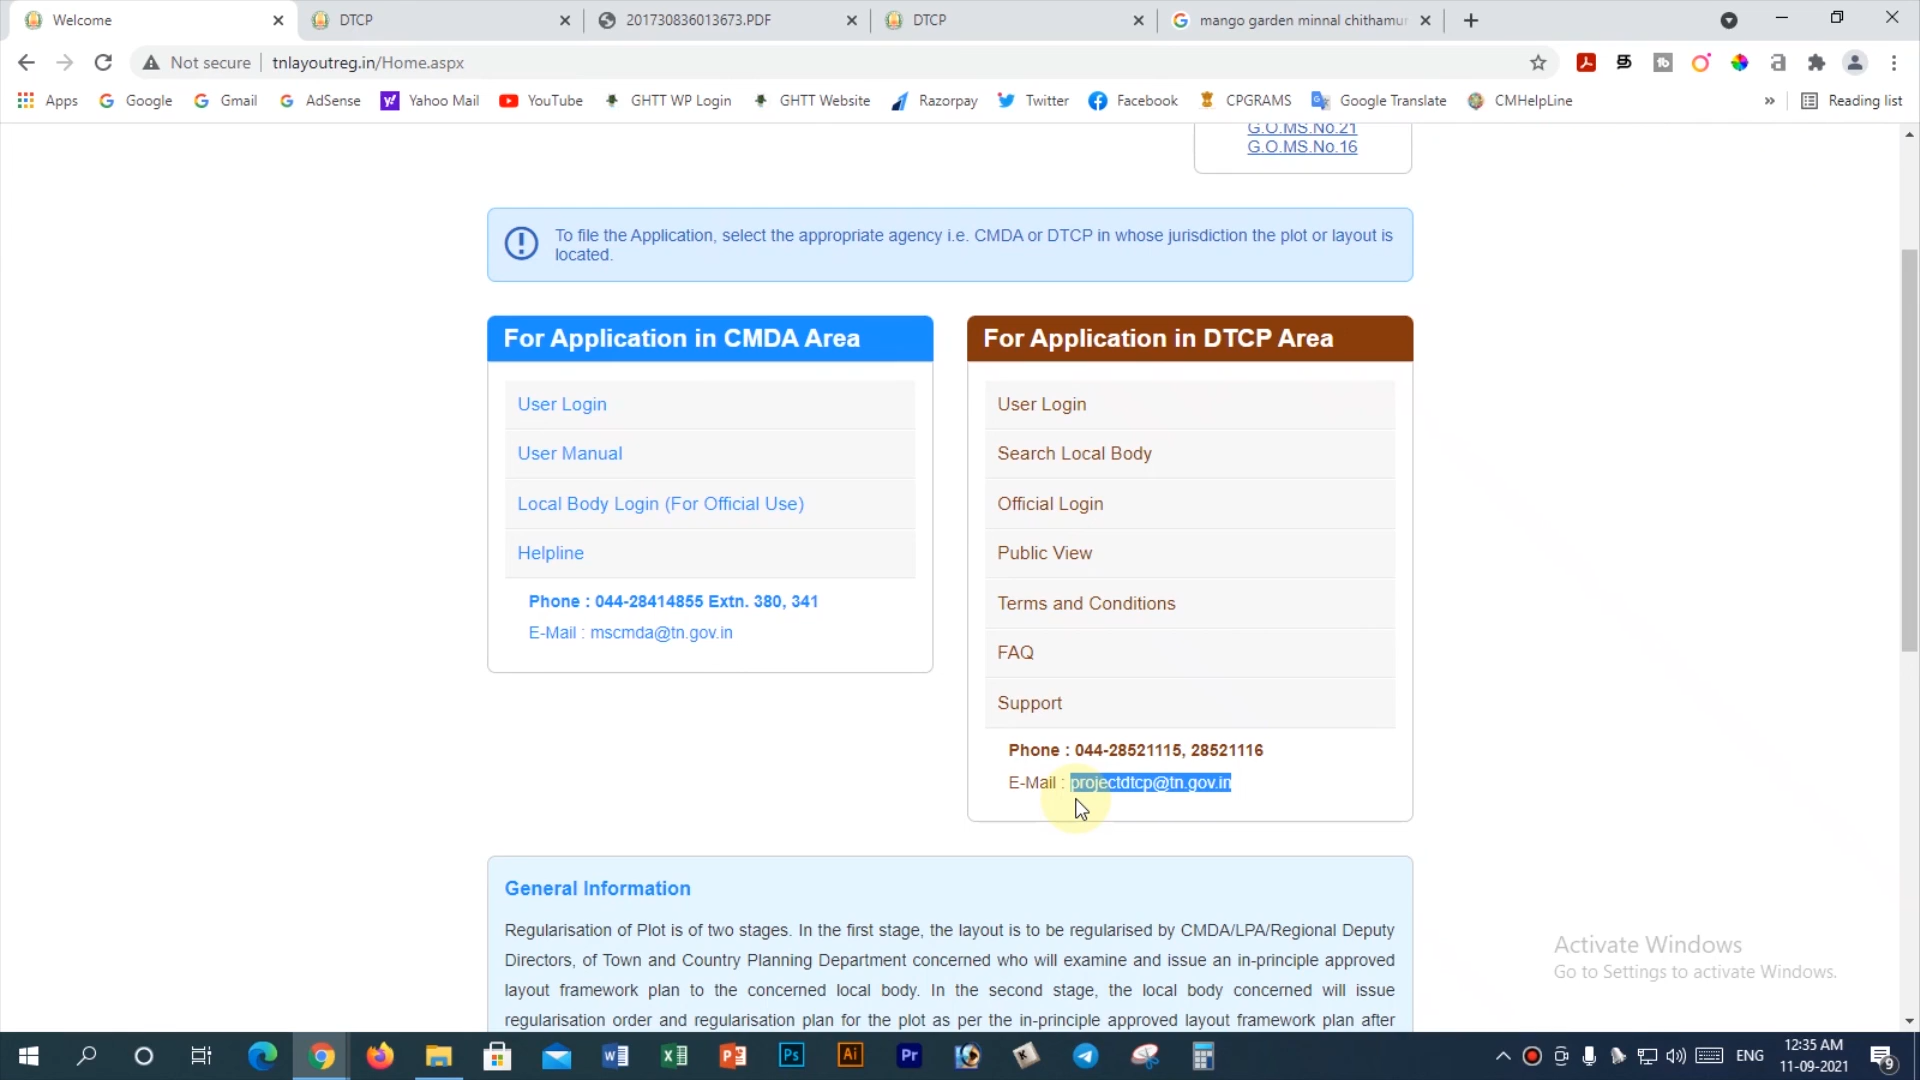 Welcome
DTCP
201730836013673.PDF
DTCP
mango garden minnal chithamur
Not secure
tnlayoutreg.in/Home.aspx
Apps
Google
Gmail
AdSense
Yahoo Mail
YouTube
GHTT WP Login
GHTT Website
Razorpay
Twitter
Facebook
CPGRAMS
Google Translate
CMHelpLine
»
Reading list
G.O.MS.No.21
G.O.MS.No.16
To file the Application, select the appropriate agency i.e. CMDA or DTCP in whose jurisdiction the plot or layout is
located.
For Application in CMDA Area
User Login
User Manual
Local Body Login (For Official Use)
Helpline
Phone : 044-28414855 Extn. 380, 341
E-Mail : mscmda@tn.gov.in
For Application in DTCP Area
User Login
Search Local Body
Official Login
Public View
Terms and Conditions
FAQ
Support
Phone : 044-28521115, 28521116
E-Mail : projectdtcp@tn.gov.in
General Information
Regularisation of Plot is of two stages. In the first stage, the layout is to be regularised by CMDA/LPA/Regional Deputy
Directors, of Town and Country Planning Department concerned who will examine and issue an in-principle approved
layout framework plan to the concerned local body. In the second stage, the local body concerned will issue
regularisation order and regularisation plan for the plot as per the in-principle approved layout framework plan after
Activate Windows
Go to Settings to activate Windows.
ENG
12:35 AM
11-09-2021
9